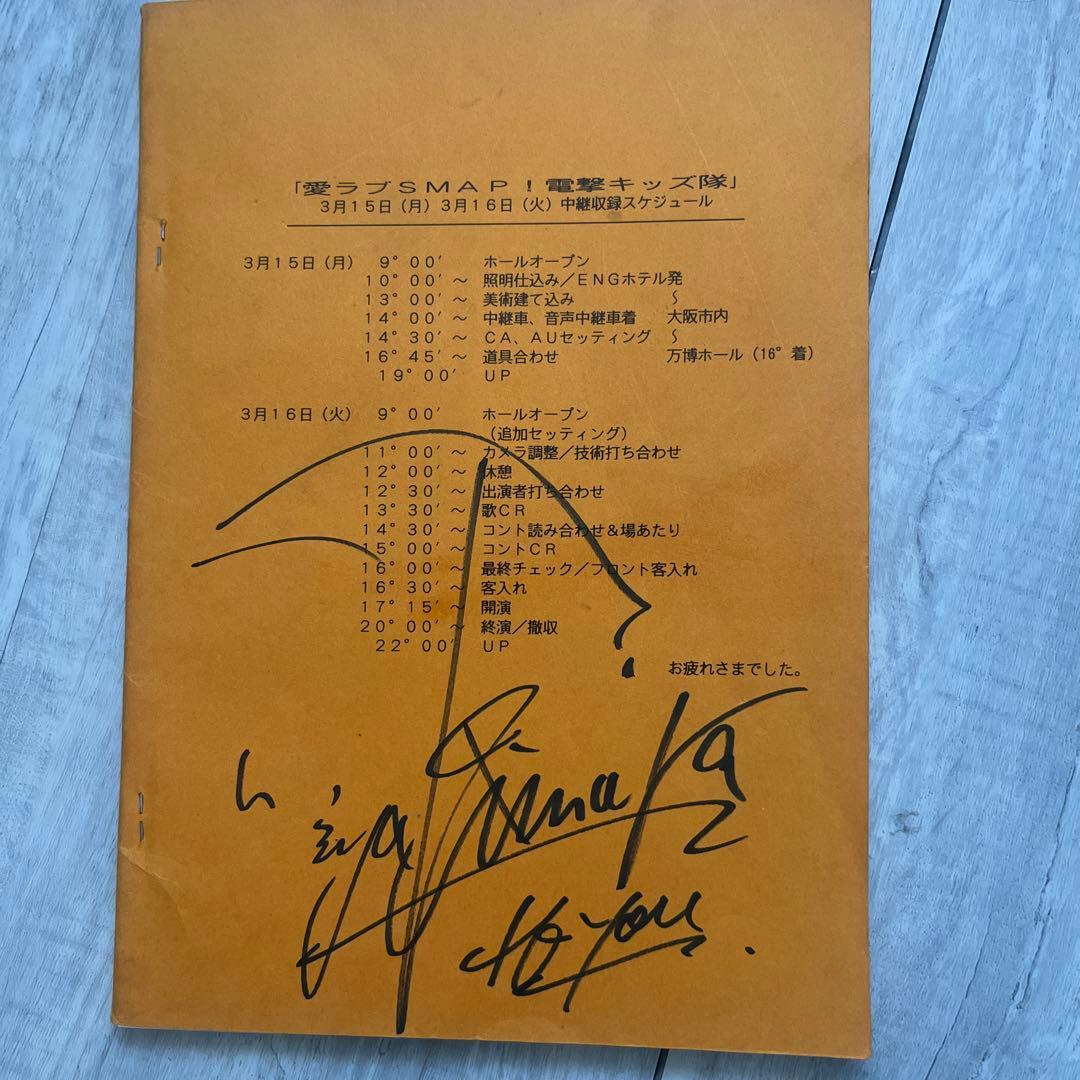 「愛ラブSMAP！電撃キッズ隊」
3月15日（月）3月16日（火）中継収録スケジュール
3月15日（月） 9°00′ ホールオープン
10°00′～ 照明仕込み／ENGホテル発
13°00′～ 美術建て込み ～
14°00′～ 中継車、音声中継車着 大阪市内
14°30′～ CA、AUセッティング ～
16°45′～ 道具合わせ 万博ホール（16°着）
19°00′ UP
3月16日（火） 9°00′ ホールオープン
（追加セッティング）
11°00′～ カメラ調整／技術打ち合わせ
12°00′～ 休憩
12°30′～ 出演者打ち合わせ
13°30′～ 歌CR
14°30′～ コント読み合わせ＆場あたり
15°00′～ コントCR
16°00′～ 最終チェック／フロント客入れ
16°30′～ 客入れ
17°15′～ 開演
20°00′～ 終演／撤収
22°00′ UP
お疲れさまでした。